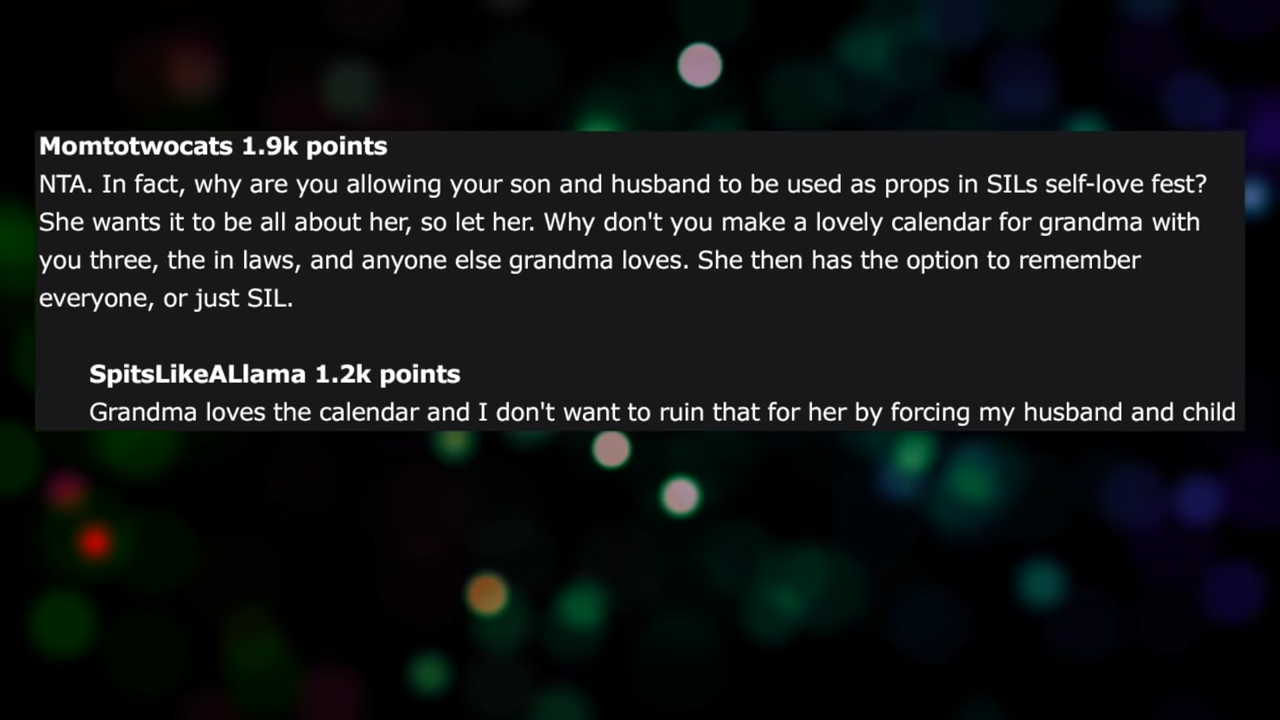 Momtotwocats 1.9k points
NTA. In fact, why are you allowing your son and husband to be used as props in SILs self-love fest?
She wants it to be all about her, so let her. Why don't you make a lovely calendar for grandma with
you three, the in laws, and anyone else grandma loves. She then has the option to remember
everyone, or just SIL.
SpitsLikeALlama 1.2k points
Grandma loves the calendar and I don't want to ruin that for her by forcing my husband and child